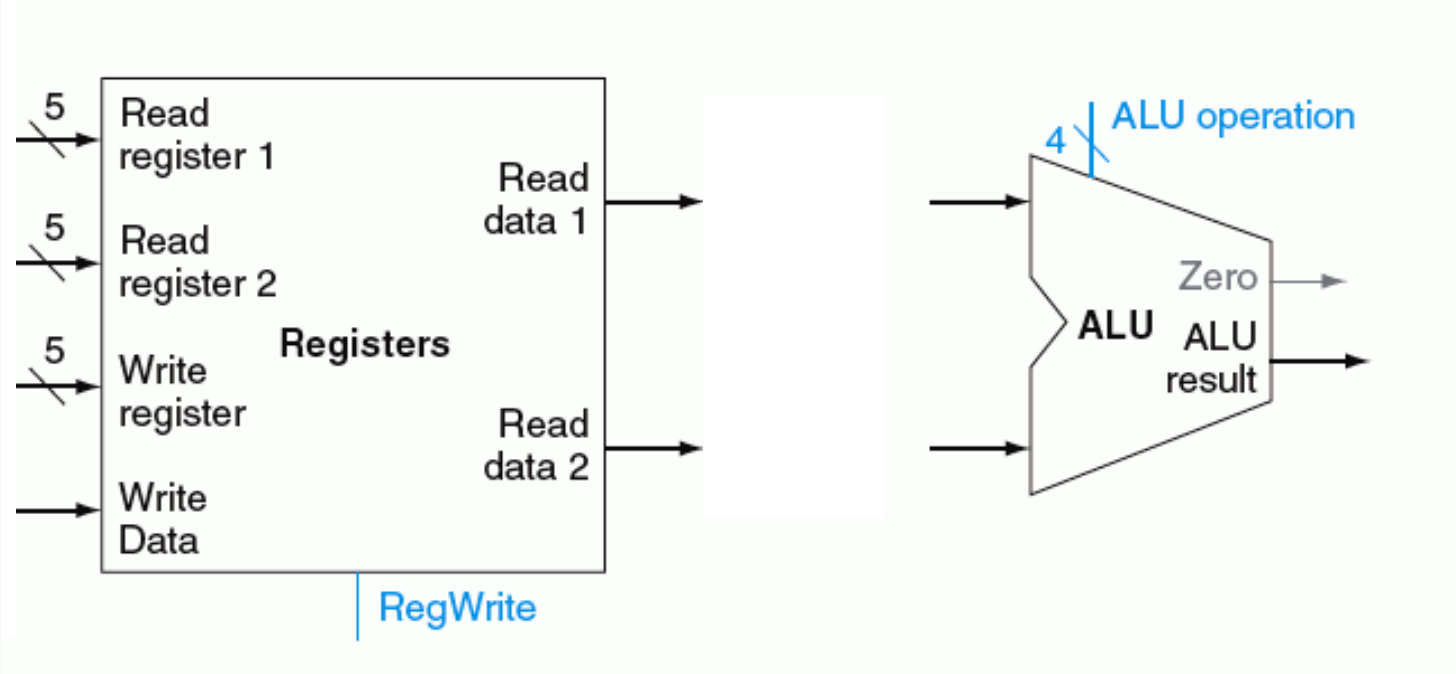 5
Read
register 1
5
Read
register 2
5
Write
register
Write
Data
Registers
Read
data 1
Read
data 2
RegWrite
4
ALU operation
Zero
ALU
ALU
result